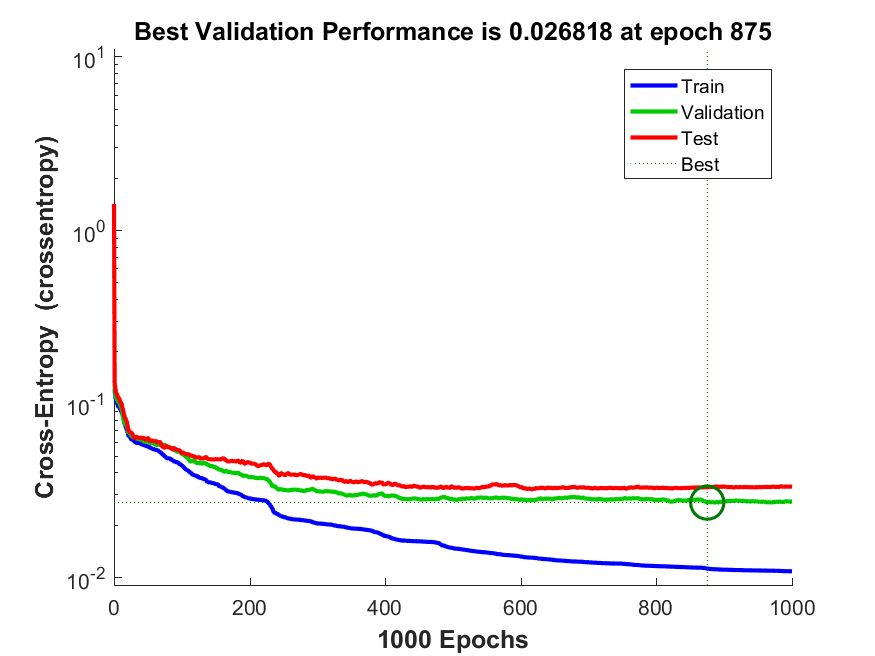 Best Validation Performance is 0.026818 at epoch 875
Cross-Entropy (crossentropy)
10^1
10^0
10^-1
10^-2
Train
Validation
Test
Best
0 200 400 600 800 1000
1000 Epochs